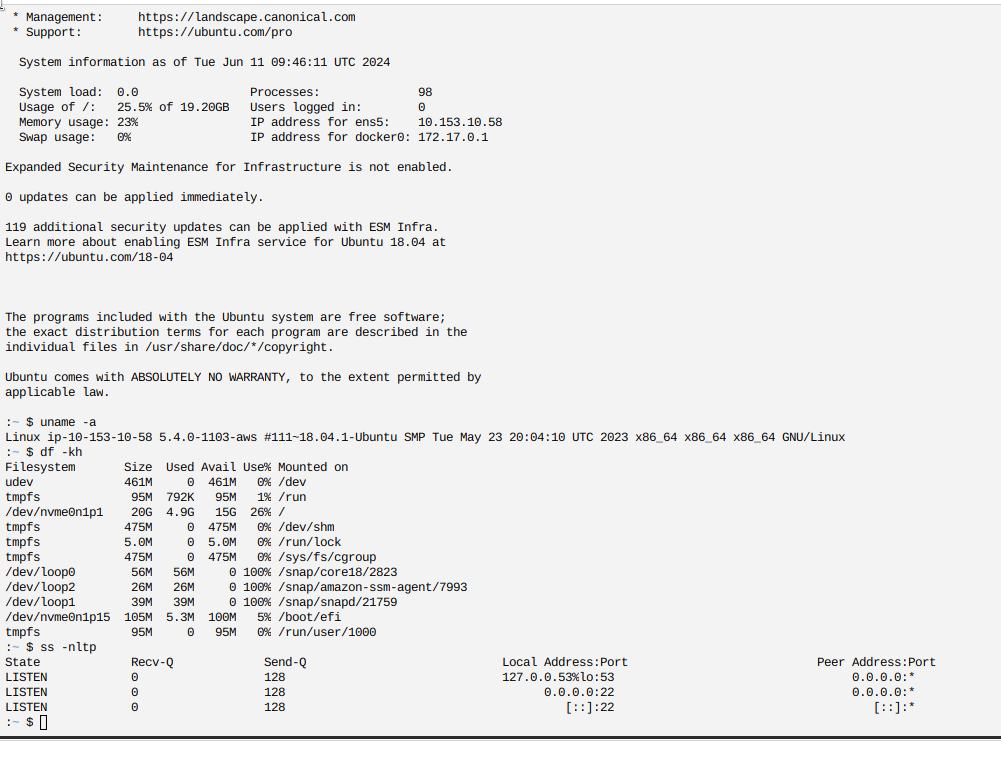 * Management:     https://landscape.canonical.com
 * Support:        https://ubuntu.com/pro

  System information as of Tue Jun 11 09:46:11 UTC 2024

  System load:  0.0                Processes:              98
  Usage of /:   25.5% of 19.20GB   Users logged in:        0
  Memory usage: 23%                IP address for ens5:    10.153.10.58
  Swap usage:   0%                 IP address for docker0: 172.17.0.1

Expanded Security Maintenance for Infrastructure is not enabled.

0 updates can be applied immediately.

119 additional security updates can be applied with ESM Infra.
Learn more about enabling ESM Infra service for Ubuntu 18.04 at
https://ubuntu.com/18-04

The programs included with the Ubuntu system are free software;
the exact distribution terms for each program are described in the
individual files in /usr/share/doc/*/copyright.

Ubuntu comes with ABSOLUTELY NO WARRANTY, to the extent permitted by
applicable law.

:~ $ uname -a
Linux ip-10-153-10-58 5.4.0-1103-aws #111~18.04.1-Ubuntu SMP Tue May 23 20:04:10 UTC 2023 x86_64 x86_64 x86_64 GNU/Linux
:~ $ df -kh
Filesystem       Size  Used Avail Use% Mounted on
udev             461M     0  461M   0% /dev
tmpfs             95M  792K   95M   1% /run
/dev/nvme0n1p1    20G  4.9G   15G  26% /
tmpfs            475M     0  475M   0% /dev/shm
tmpfs            5.0M     0  5.0M   0% /run/lock
tmpfs            475M     0  475M   0% /sys/fs/cgroup
/dev/loop0        56M   56M     0 100% /snap/core18/2823
/dev/loop2        26M   26M     0 100% /snap/amazon-ssm-agent/7993
/dev/loop1        39M   39M     0 100% /snap/snapd/21759
/dev/nvme0n1p15  105M  5.3M  100M   5% /boot/efi
tmpfs             95M     0   95M   0% /run/user/1000
:~ $ ss -nltp
State             Recv-Q             Send-Q                            Local Address:Port                           Peer Address:Port
LISTEN            0                  128                               127.0.0.53%lo:53                                  0.0.0.0:*
LISTEN            0                  128                                     0.0.0.0:22                                  0.0.0.0:*
LISTEN            0                  128                                        [::]:22                                     [::]:*
:~ $